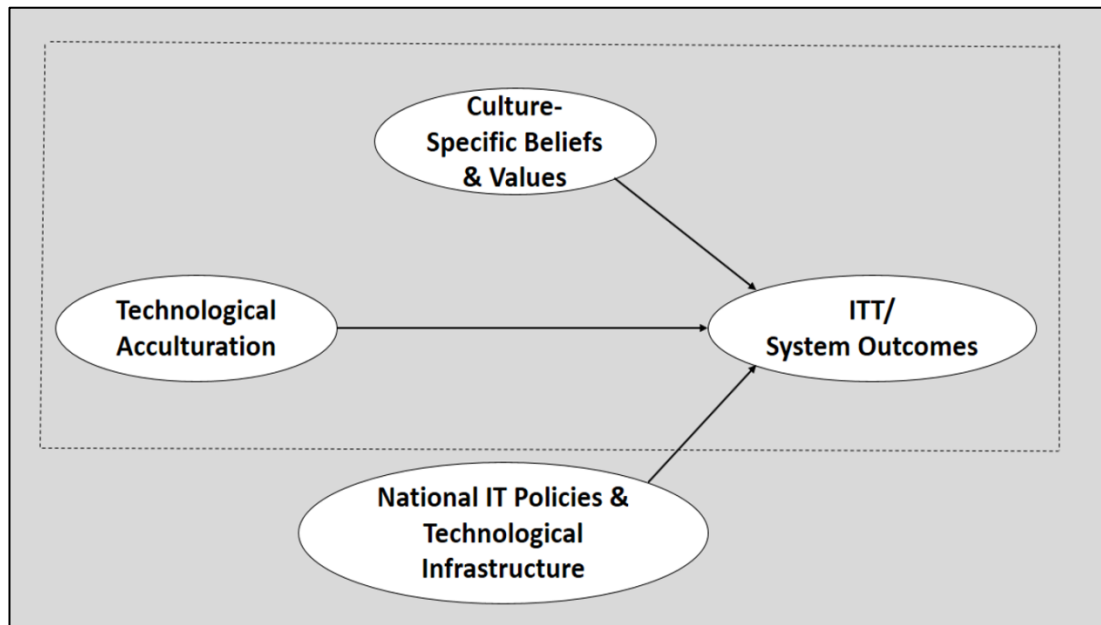 Culture-
Specific Beliefs
& Values
Technological
Acculturation
ITT/
System Outcomes
National IT Policies &
Technological
Infrastructure